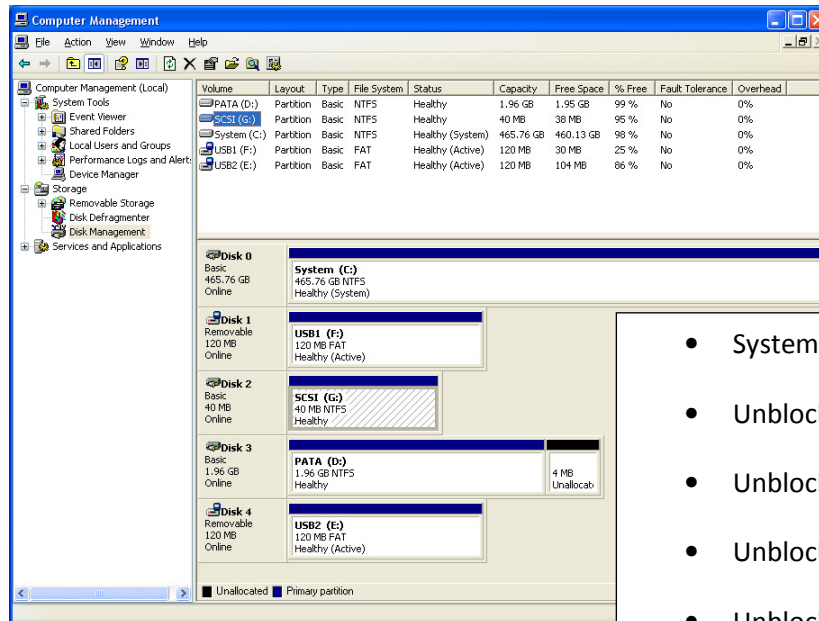 Computer Management
File Action View Window Help
Computer Management (Local)
System Tools
Event Viewer
Shared Folders
Local Users and Groups
Performance Logs and Alert
Device Manager
Storage
Removable Storage
Disk Defragmenter
Disk Management
Services and Applications
Volume Layout Type File System Status Capacity Free Space % Free Fault Tolerance Overhead
PATA (D:) Partition Basic NTFS Healthy 1.96 GB 1.95 GB 99 % No 0%
SCSI (G:) Partition Basic NTFS Healthy 40 MB 38 MB 95 % No 0%
System (C:) Partition Basic NTFS Healthy (System) 465.76 GB 460.13 GB 98 % No 0%
USB1 (F:) Partition Basic FAT Healthy (Active) 120 MB 30 MB 25 % No 0%
USB2 (E:) Partition Basic FAT Healthy (Active) 120 MB 104 MB 86 % No 0%
Disk 0
Basic
465.76 GB
Online
System (C:)
465.76 GB NTFS
Healthy (System)
Disk 1
Removable
120 MB
Online
USB1 (F:)
120 MB FAT
Healthy (Active)
Disk 2
Basic
40 MB
Online
SCSI (G:)
40 MB NTFS
Healthy
Disk 3
Basic
1.96 GB
Online
PATA (D:)
1.96 GB NTFS
Healthy
4 MB
Unallocat
Disk 4
Removable
120 MB
Online
USB2 (E:)
120 MB FAT
Healthy (Active)
Unallocated Primary partition
• System
• Unbloc
• Unbloc
• Unbloc